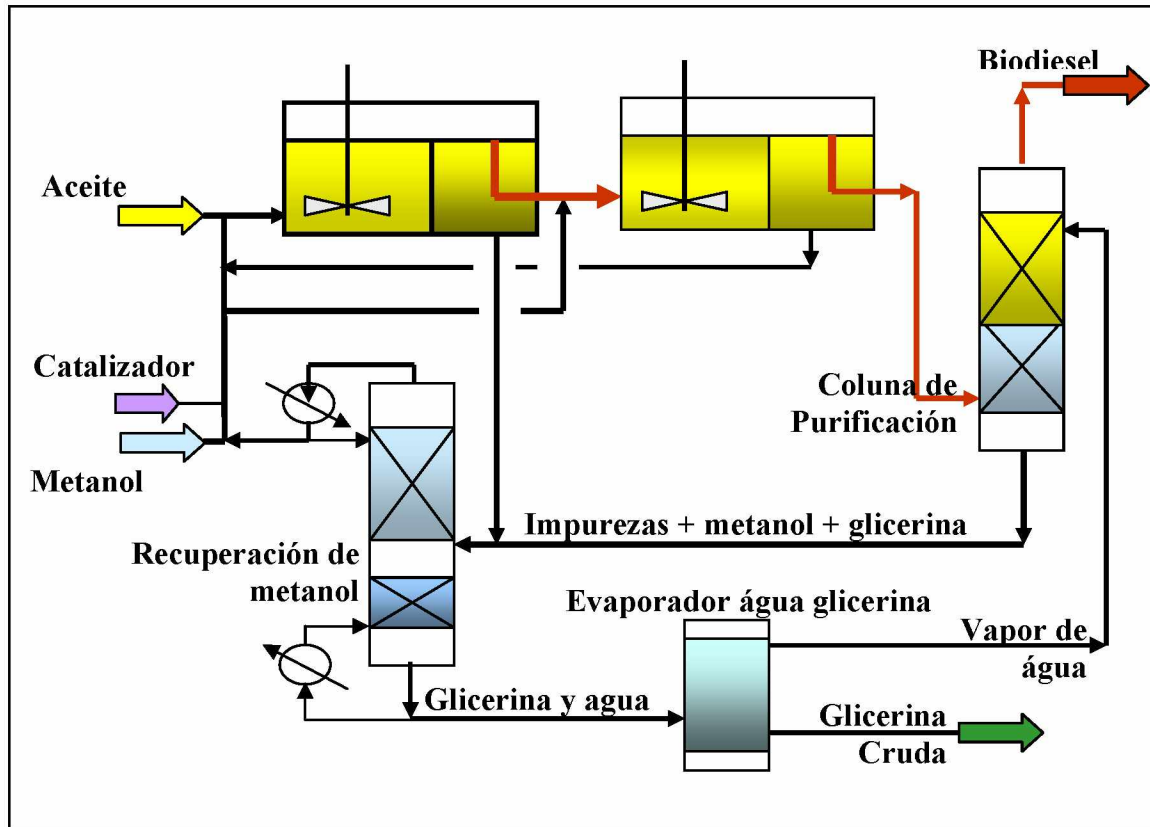 Biodiesel
Aceite
Catalizador
Metanol
Coluna de
Purificación
Impurezas + metanol + glicerina
Recuperación de
metanol
Evaporador água glicerina
Vapor de
água
Glicerina y agua
Glicerina
Cruda